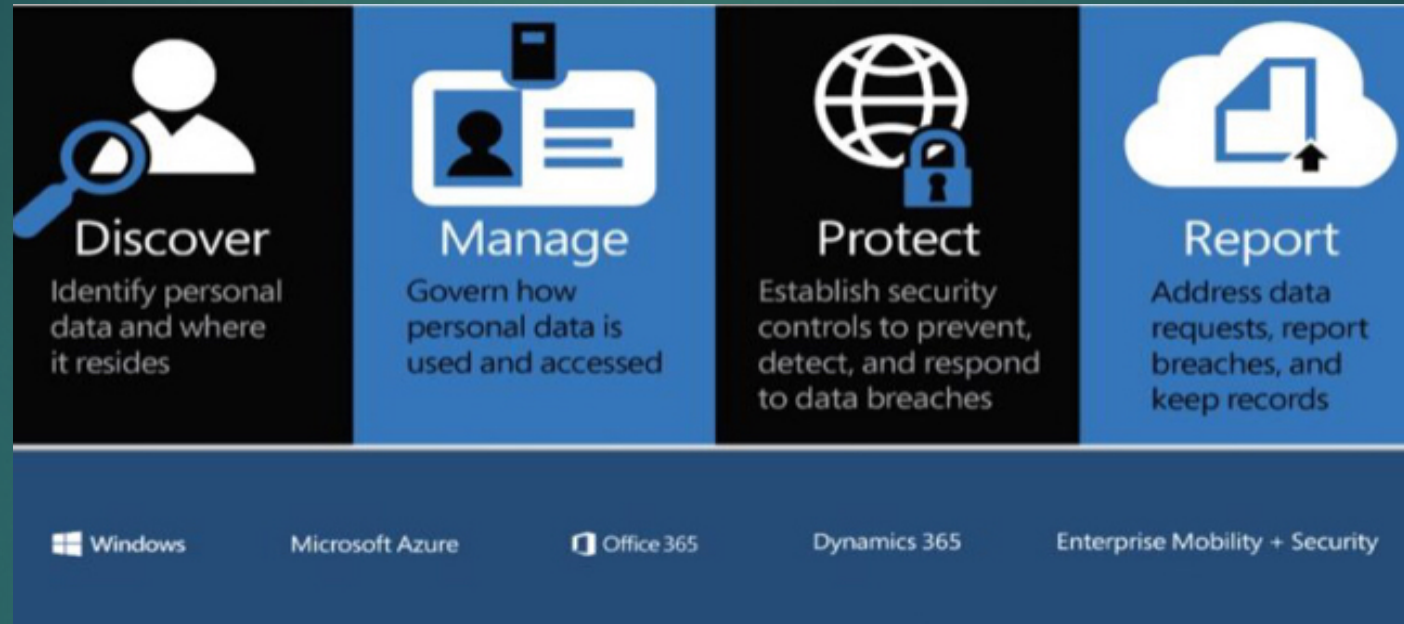 Discover
Identify personal
data and where
it resides
Manage
Govern how
personal data is
used and accessed
Protect
Establish security
controls to prevent,
detect, and respond
to data breaches
Report
Address data
requests, report
breaches, and
keep records
Windows
Microsoft Azure
Office 365
Dynamics 365
Enterprise Mobility + Security